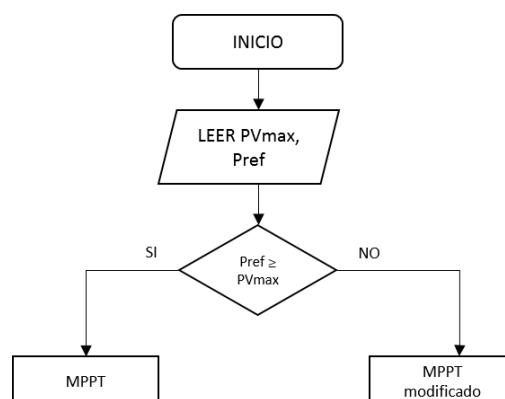 INICIO
LEER PVmax,
Pref
SI
Pref ≥
PVmax
NO
MPPT
MPPT
modificado